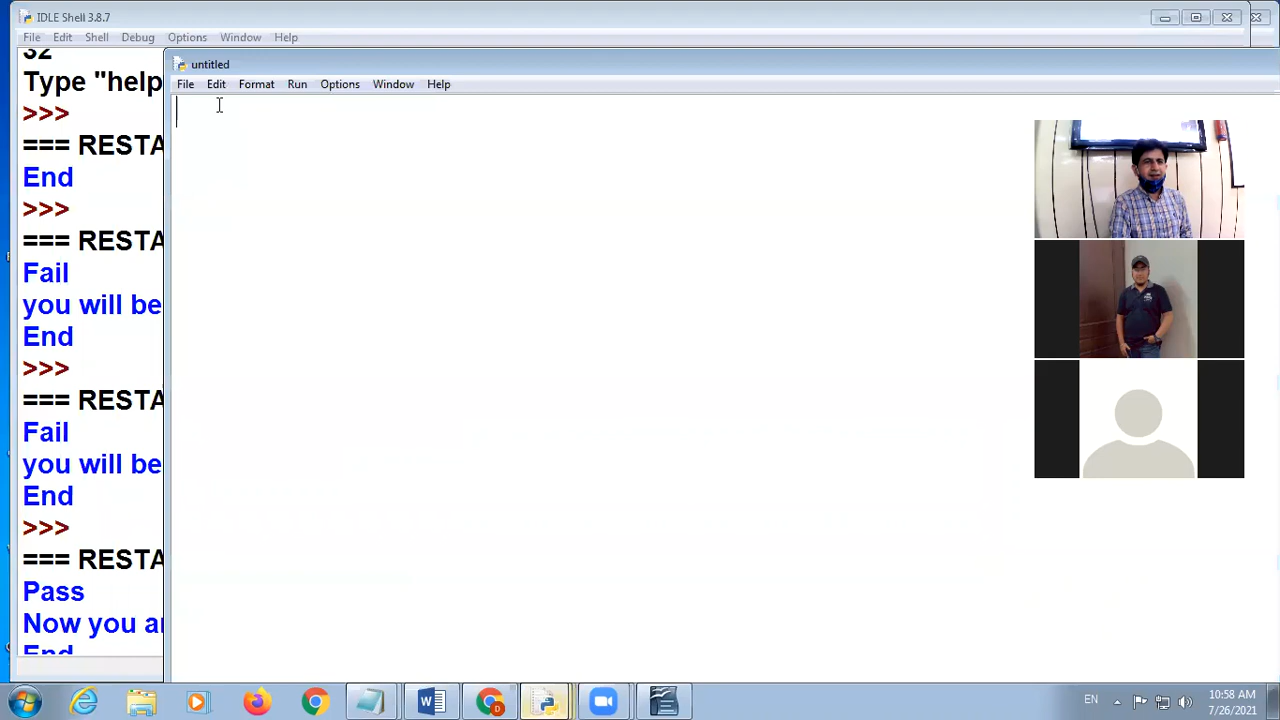 IDLE Shell 3.8.7
File Edit Shell Debug Options Window Help
32
Type "help
>>>
=== RESTA
End
>>>
=== RESTA
Fail
you will be
End
>>>
=== RESTA
Fail
you will be
End
>>>
=== RESTA
Pass
Now you a
End
untitled
File Edit Format Run Options Window Help
EN
10:58 AM
7/26/2021